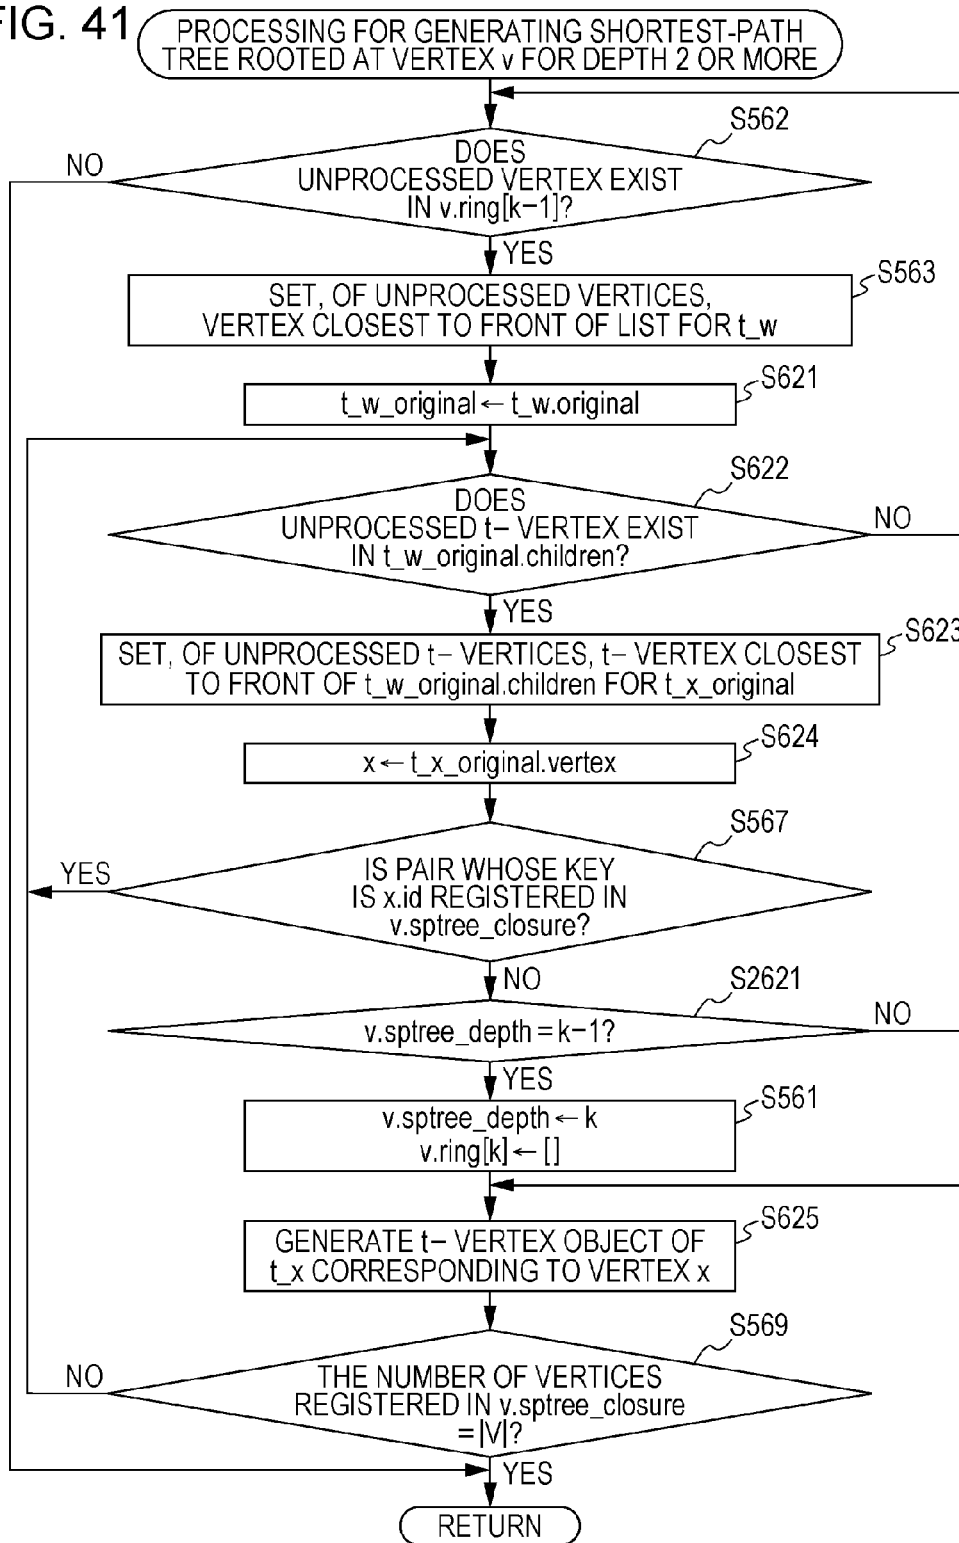 FIG. 41
PROCESSING FOR GENERATING SHORTEST-PATH
TREE ROOTED AT VERTEX v FOR DEPTH 2 OR MORE
S562
NO
DOES
UNPROCESSED VERTEX EXIST
IN v.ring[k−1]?
YES
S563
SET, OF UNPROCESSED VERTICES,
VERTEX CLOSEST TO FRONT OF LIST FOR t_w
S621
t_w_original ← t_w.original
S622
DOES
UNPROCESSED t− VERTEX EXIST
IN t_w_original.children?
NO
YES
S623
SET, OF UNPROCESSED t− VERTICES, t− VERTEX CLOSEST
TO FRONT OF t_w_original.children FOR t_x_original
S624
x ← t_x_original.vertex
S567
YES
IS PAIR WHOSE KEY
IS x.id REGISTERED IN
v.sptree_closure?
NO
S2621
v.sptree_depth = k−1?
NO
YES
S561
v.sptree_depth ← k
v.ring[k] ← [ ]
S625
GENERATE t− VERTEX OBJECT OF
t_x CORRESPONDING TO VERTEX x
S569
NO
THE NUMBER OF VERTICES
REGISTERED IN v.sptree_closure
= |V|?
YES
RETURN